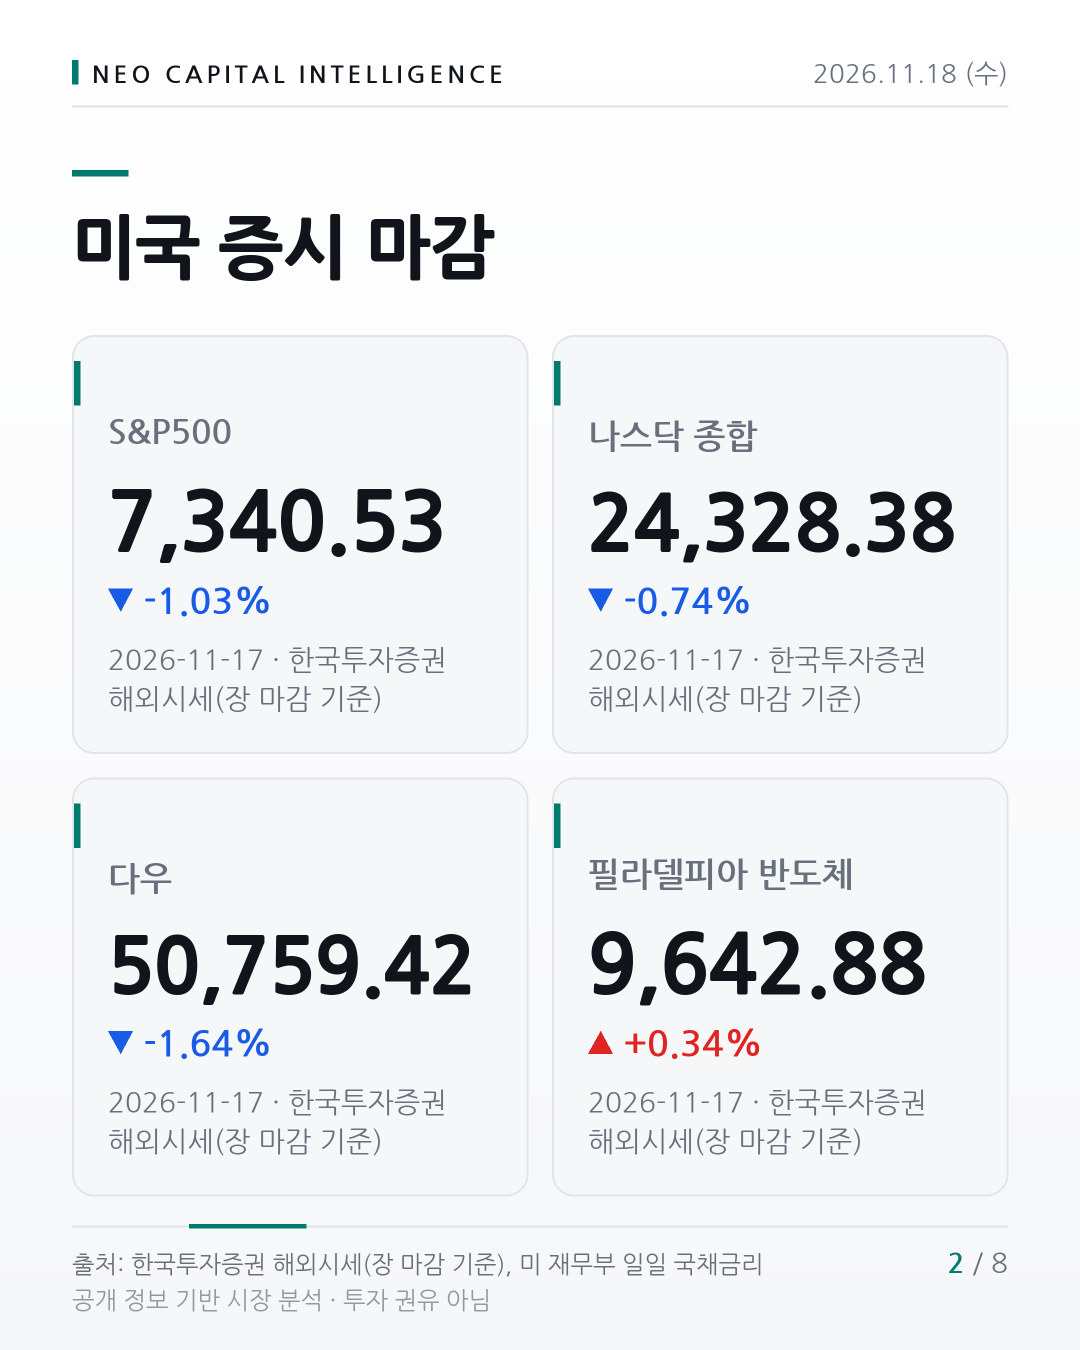 NEO CAPITAL INTELLIGENCE
2026.11.18 (수)
미국 증시 마감
S&P500
7,340.53
▼ -1.03%
2026-11-17 · 한국투자증권
해외시세(장 마감 기준)
나스닥 종합
24,328.38
▼ -0.74%
2026-11-17 · 한국투자증권
해외시세(장 마감 기준)
다우
50,759.42
▼ -1.64%
2026-11-17 · 한국투자증권
해외시세(장 마감 기준)
필라델피아 반도체
9,642.88
▲ +0.34%
2026-11-17 · 한국투자증권
해외시세(장 마감 기준)
출처: 한국투자증권 해외시세(장 마감 기준), 미 재무부 일일 국채금리
2 / 8
공개 정보 기반 시장 분석 · 투자 권유 아님